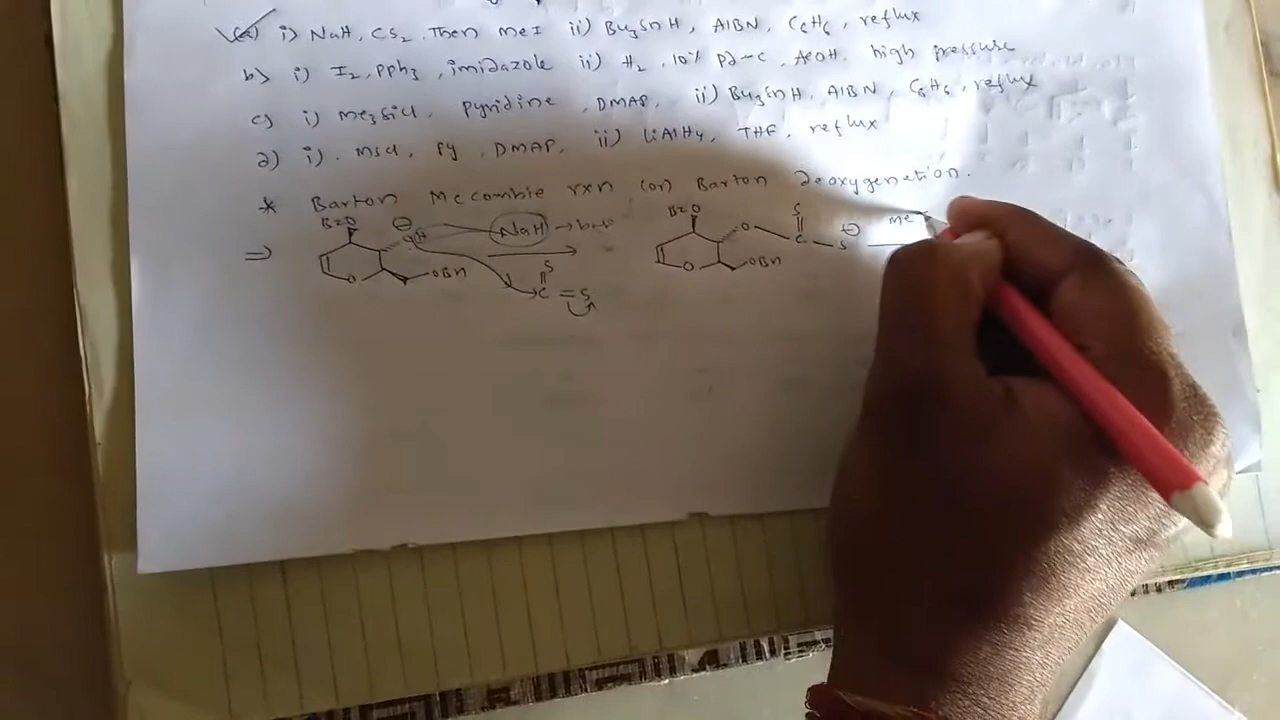 a) i) NaH, CS2, Then MeI ii) Bu3SnH, AIBN, C6H6, reflux
b) i) I2, PPh3, imidazole ii) H2, 10% Pd-C, AcOH, high pressure
c) i) me3SiCl, Pyridine, DMAP, ii) Bu3SnH, AIBN, C6H6, reflux
d) i). MsCl, Py, DMAP, ii) LiAlH4, THF, reflux
* Barton Mccombie rxn (or) Barton deoxygenation.
⇒ BzO OH ⊖ NaH → base O OBn S C = S
BzO O S C S ⊖ O OBn Me